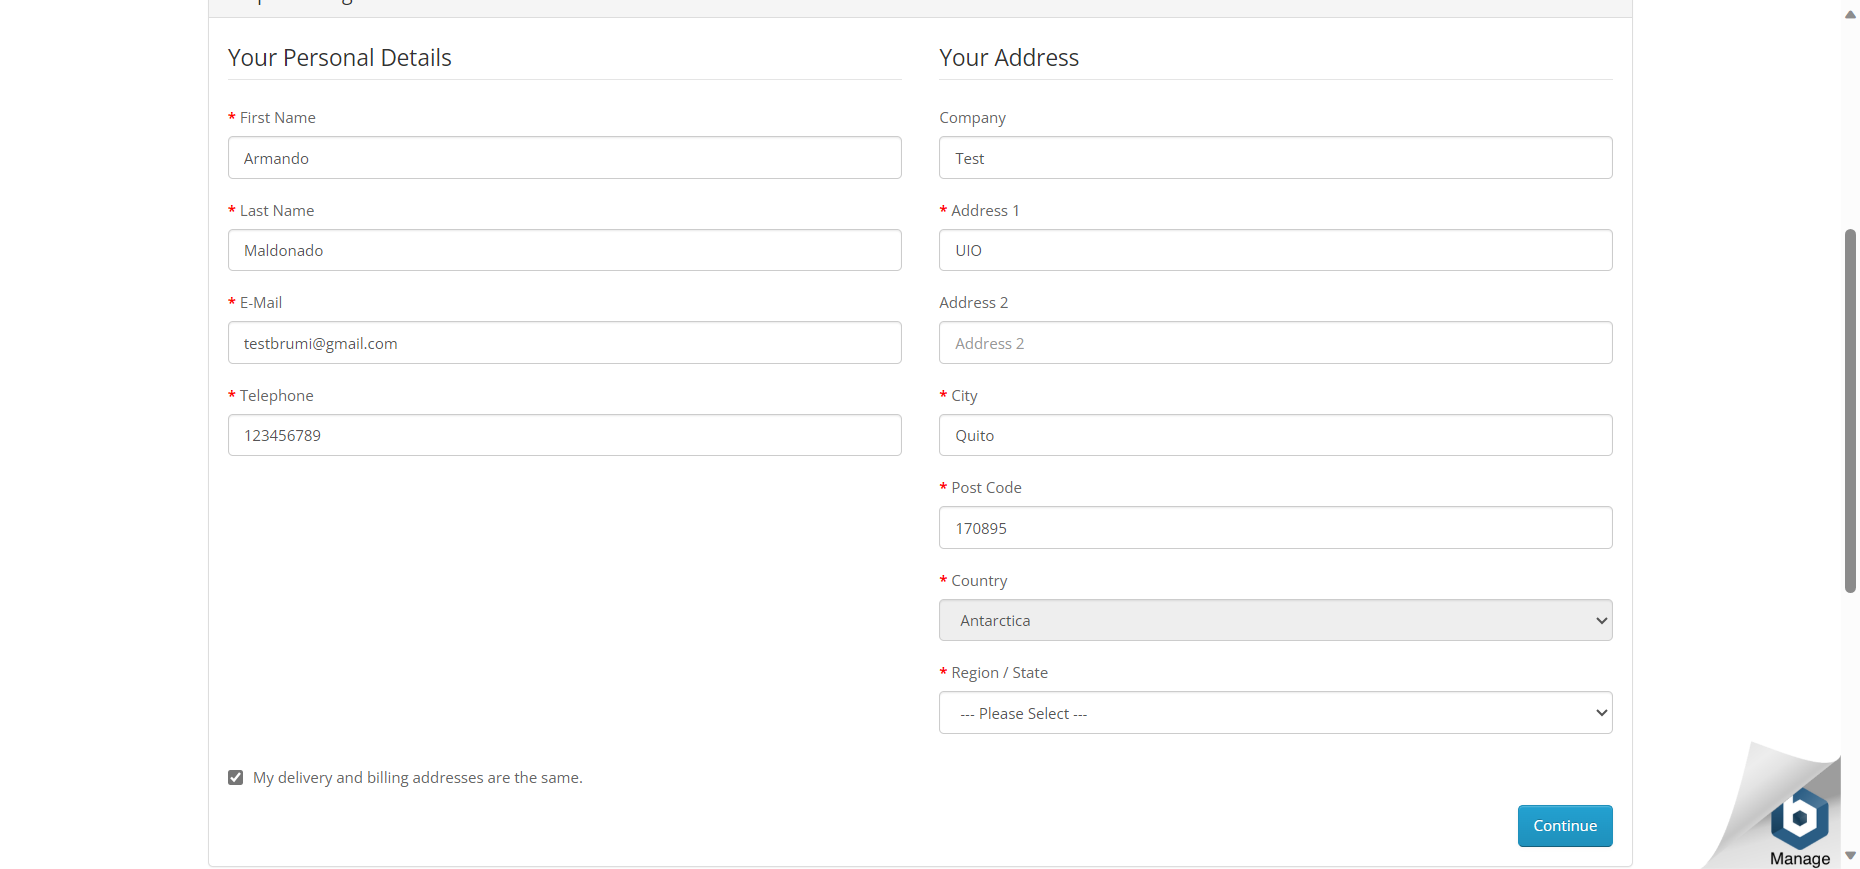 Your Personal Details
* First Name
Armando
* Last Name
Maldonado
* E-Mail
testbrumi@gmail.com
* Telephone
123456789
Your Address
Company
Test
* Address 1
UIO
Address 2
Address 2
* City
Quito
* Post Code
170895
* Country
Antarctica
* Region / State
--- Please Select ---
My delivery and billing addresses are the same.
Continue
b
Manage